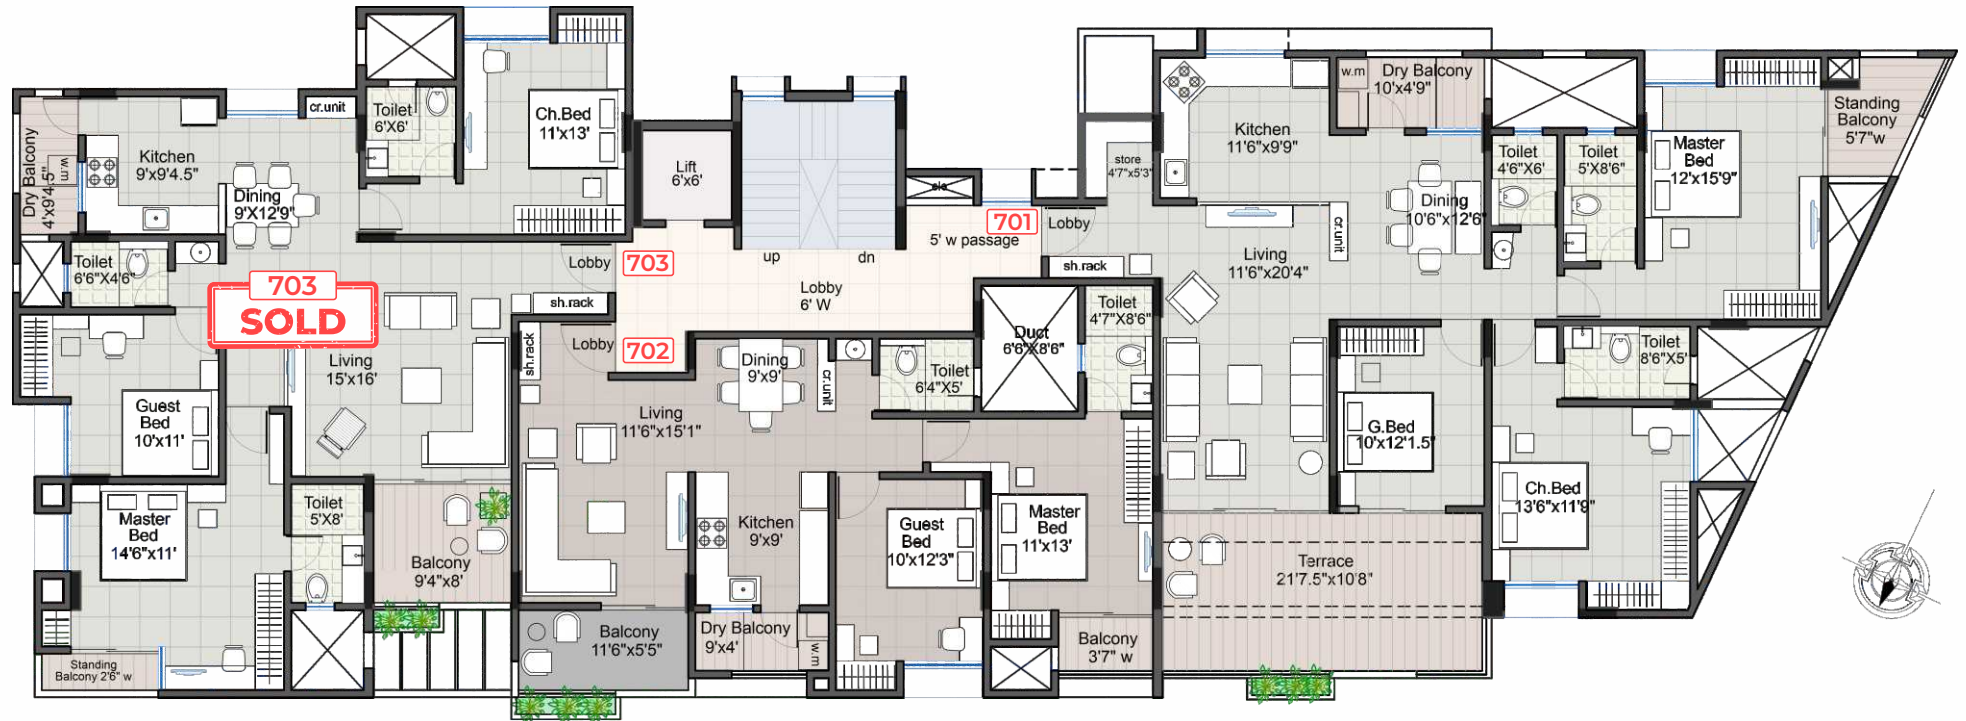 cr.unit
Toilet
6'X6'
Ch.Bed
11'x13'
Dry Balcony
4'x9'4.5"
w.m
Kitchen
9'x9'4.5"
Dining
9'X12'9"
Toilet
6'6"X4'6"
703
SOLD
Lobby
703
sh.rack
Living
15'x16'
Guest
Bed
10'x11'
Master
Bed
14'6"x11'
Toilet
5'X8'
Balcony
9'4"x8'
Standing
Balcony 2'6" w
Lift
6'x6'
up
dn
5' w passage
Lobby
6' W
701
Lobby
sh.rack
store
4'7"x5'3"
Lobby
702
sh.rack
Dining
9'x9'
cr.unit
Living
11'6"x15'1"
Toilet
6'4"X5'
Duct
6'6"X8'6"
Toilet
4'7"X8'6"
Kitchen
9'x9'
Guest
Bed
10'x12'3"
Master
Bed
11'x13'
Balcony
11'6"x5'5"
Dry Balcony
9'x4'
w.m
Balcony
3'7" w
w.m
Dry Balcony
10'x4'9"
Kitchen
11'6"x9'9"
Dining
10'6"x12'6"
cr.unit
Living
11'6"x20'4"
Toilet
4'6"X6'
Toilet
5'X8'6"
Master
Bed
12'x15'9"
Standing
Balcony
5'7"w
Toilet
8'6"X5'
G.Bed
10'x12'1.5"
Ch.Bed
13'6"x11'9"
Terrace
21'7.5"x10'8"